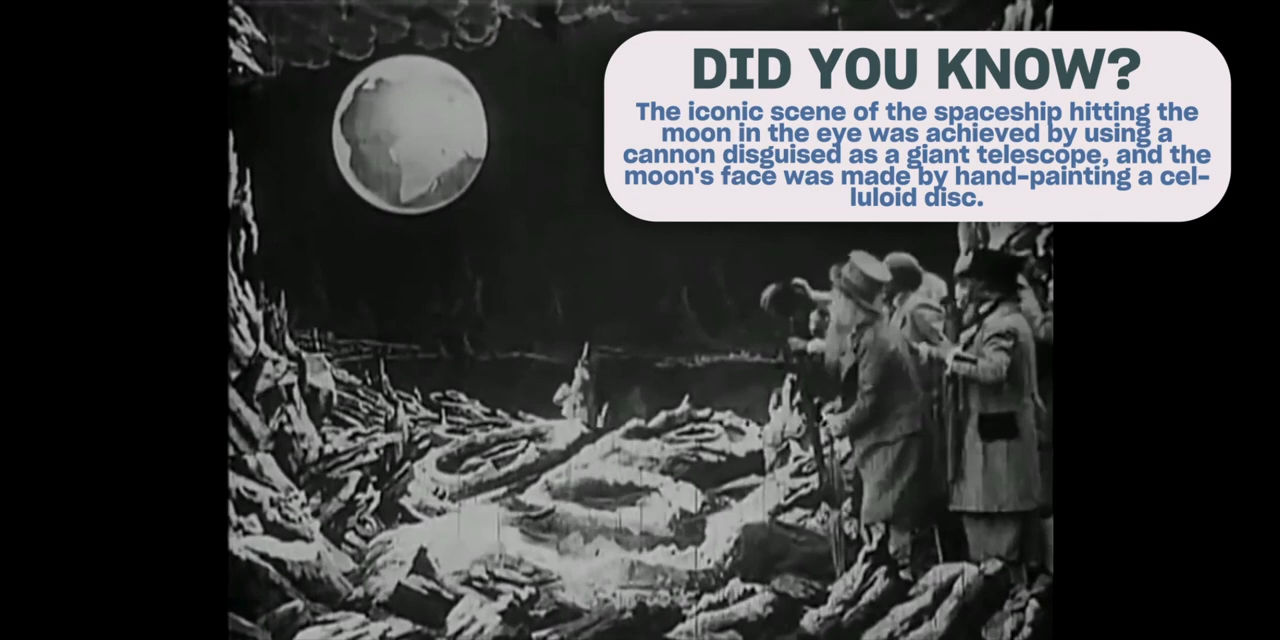 DID YOU KNOW?
The iconic scene of the spaceship hitting the
moon in the eye was achieved by using a
cannon disguised as a giant telescope, and the
moon's face was made by hand-painting a cel-
luloid disc.